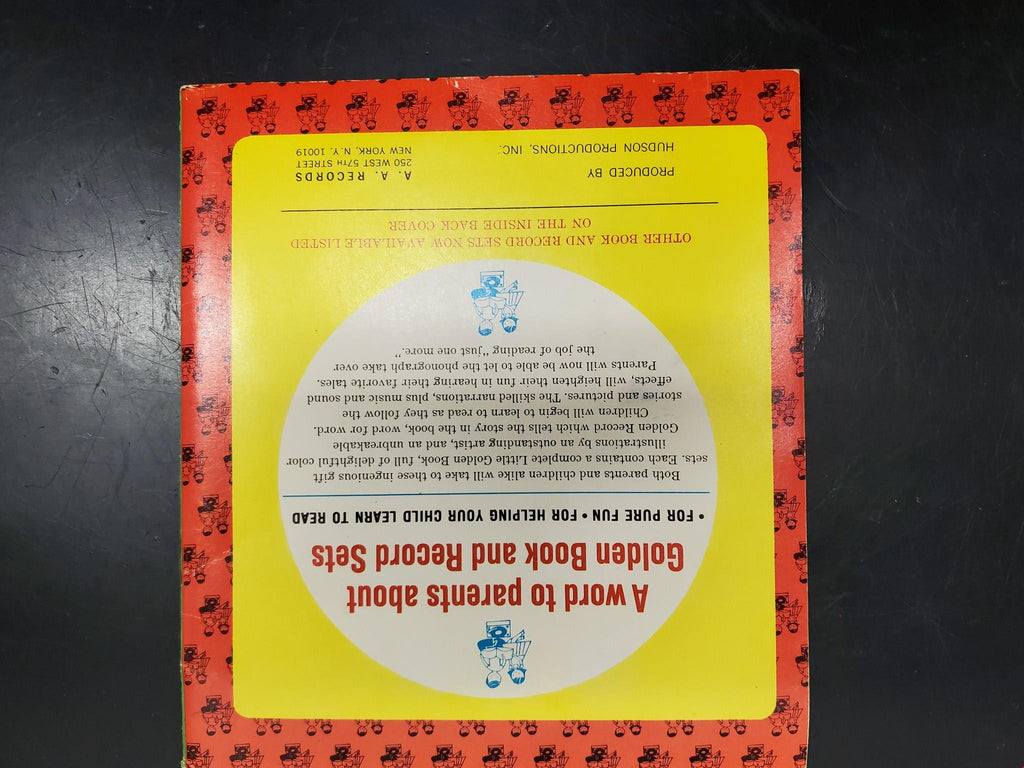 A word to parents about
Golden Book and Record Sets
• FOR PURE FUN • FOR HELPING YOUR CHILD LEARN TO READ
Both parents and children alike will take to these ingenious gift
sets. Each contains a complete Little Golden Book, full of delightful color
illustrations by an outstanding artist, and an unbreakable
Golden Record which tells the story in the book, word for word.
Children will begin to learn to read as they follow the
stories and pictures. The skilled narrations, plus music and sound
effects, will heighten their fun in hearing their favorite tales.
Parents will now be able to let the phonograph take over
the job of reading "just one more."
OTHER BOOK AND RECORD SETS NOW AVAILABLE LISTED
ON THE INSIDE BACK COVER
PRODUCED BY
HUDSON PRODUCTIONS, INC.
A. A. RECORDS
250 WEST 57TH STREET
NEW YORK, N. Y. 10019